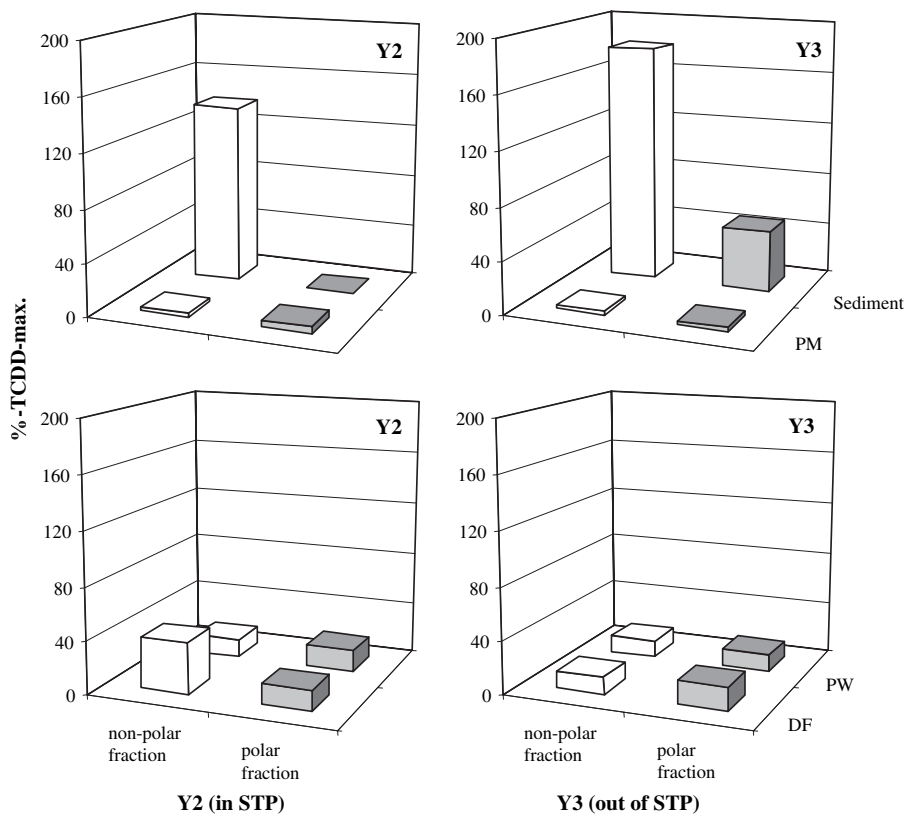 200
160
120
80
40
0
Y2
200
160
120
80
40
0
Y3
Sediment
PM
%-TCDD-max.
200
160
120
80
40
0
Y2
non-polar
fraction
polar
fraction
Y2 (in STP)
200
160
120
80
40
0
Y3
PW
DF
non-polar
fraction
polar
fraction
Y3 (out of STP)